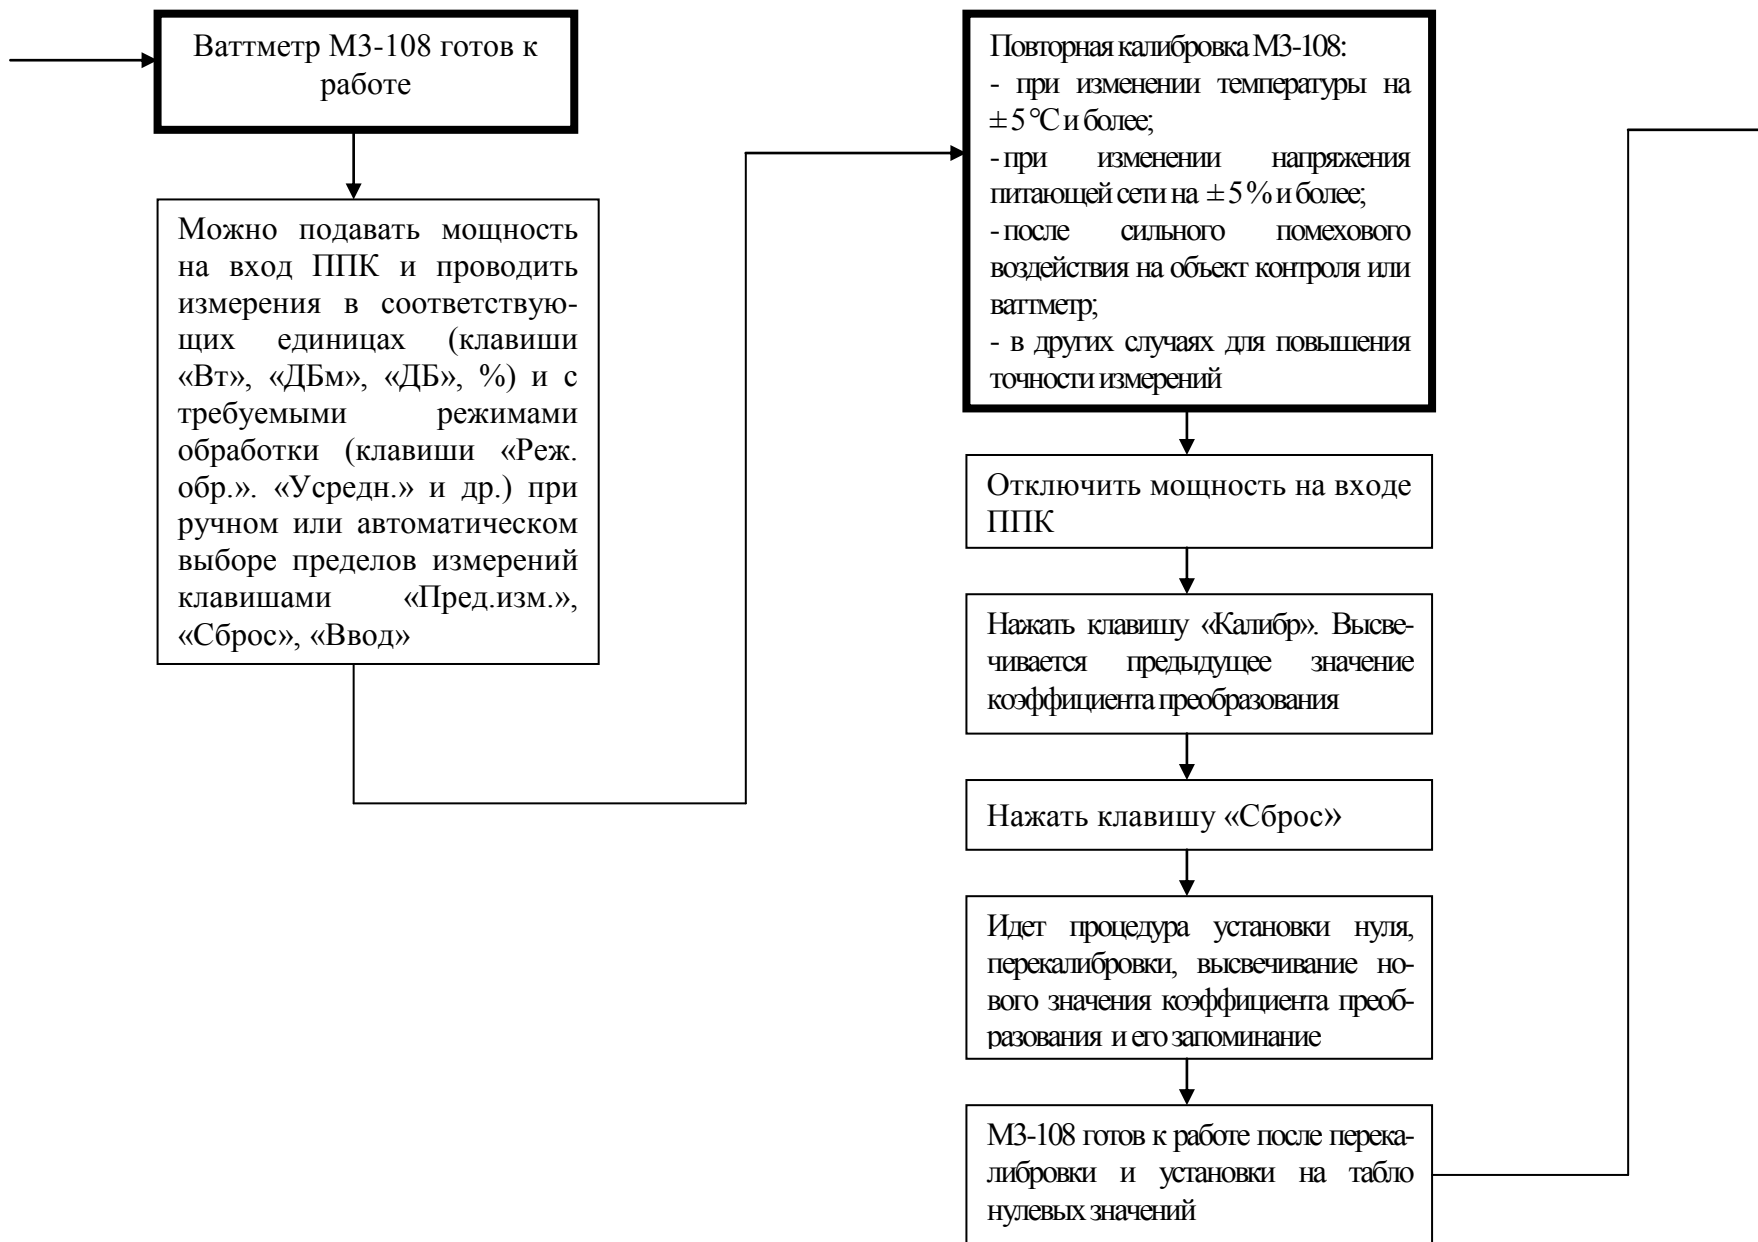 Ваттметр М3-108 готов к
работе
Можно подавать мощность
на вход ППК и проводить
измерения в соответствую-
щих единицах (клавиши
«Вт», «ДБм», «ДБ», %) и с
требуемыми режимами
обработки (клавиши «Реж.
обр.». «Усредн.» и др.) при
ручном или автоматическом
выборе пределов измерений
клавишами «Пред.изм.»,
«Сброс», «Ввод»
Повторная калибровка М3-108:
- при изменении температуры на
± 5 °С и более;
- при изменении напряжения
питающей сети на ± 5 % и более;
- после сильного помехового
воздействия на объект контроля или
ваттметр;
- в других случаях для повышения
точности измерений
Отключить мощность на входе
ППК
Нажать клавишу «Калибр». Высве-
чивается предыдущее значение
коэффициента преобразования
Нажать клавишу «Сброс»
Идет процедура установки нуля,
перекалибровки, высвечивание но-
вого значения коэффициента преоб-
разования и его запоминание
М3-108 готов к работе после перека-
либровки и установки на табло
нулевых значений